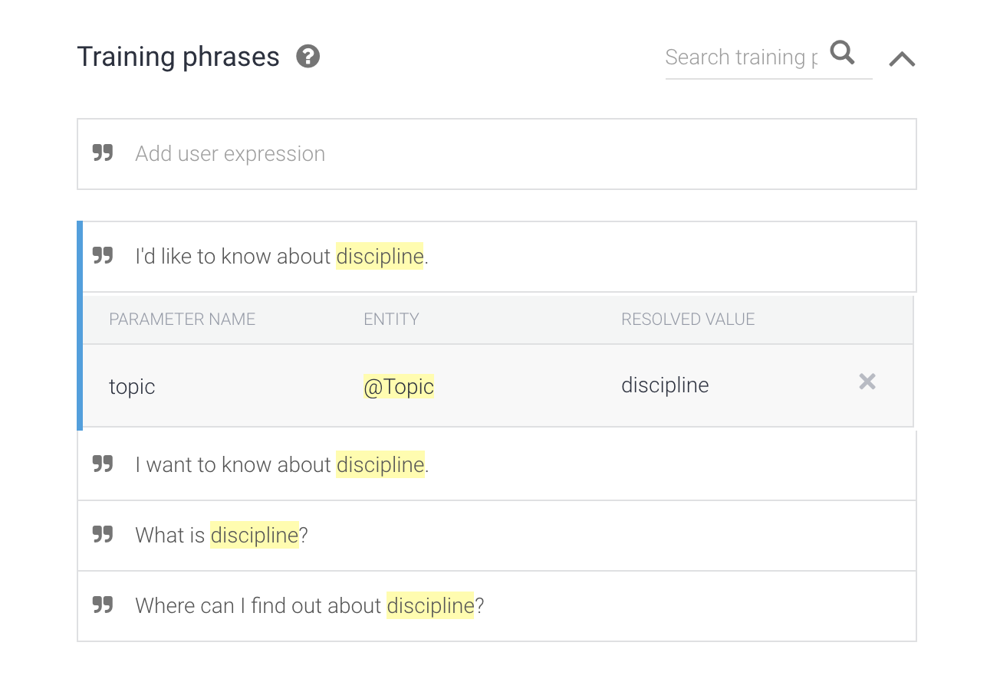 Training phrases ?
Search training p
Add user expression
I'd like to know about discipline.
PARAMETER NAME ENTITY RESOLVED VALUE
topic @Topic discipline
I want to know about discipline.
What is discipline?
Where can I find out about discipline?